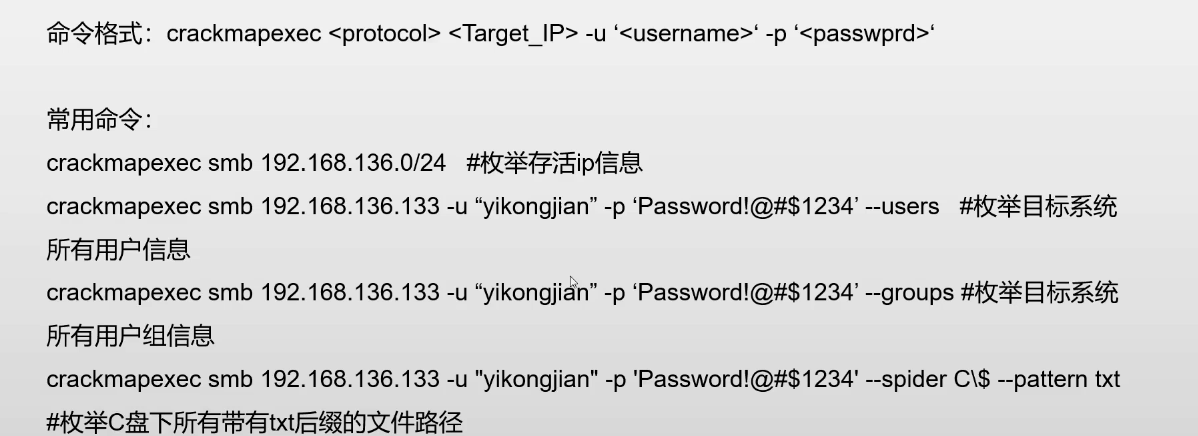 命令格式：crackmapexec <protocol> <Target_IP> -u ‘<username>‘ -p ‘<passwprd>‘
常用命令：
crackmapexec smb 192.168.136.0/24   #枚举存活ip信息
crackmapexec smb 192.168.136.133 -u “yikongjian” -p ‘Password!@#$1234’ --users   #枚举目标系统
所有用户信息
crackmapexec smb 192.168.136.133 -u “yikongjian” -p ‘Password!@#$1234’ --groups #枚举目标系统
所有用户组信息
crackmapexec smb 192.168.136.133 -u "yikongjian" -p 'Password!@#$1234' --spider C\$ --pattern txt
#枚举C盘下所有带有txt后缀的文件路径